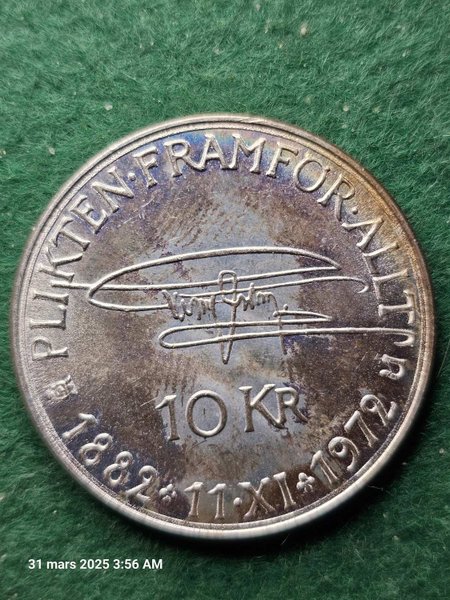 PLIKTEN·FRAMFÖR·ALLT
10 KR
1882 * 11·XI * 1972
31 mars 2025 3:56 AM